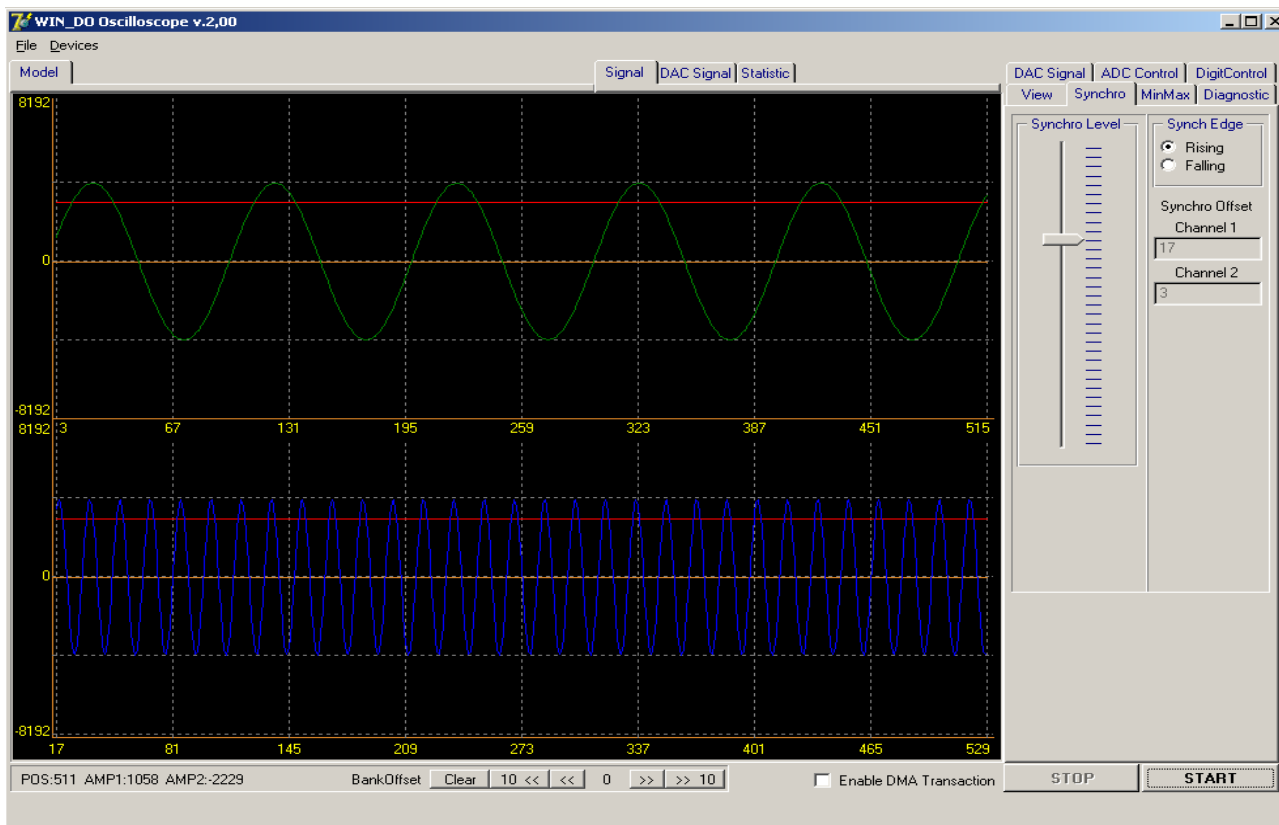 WIN_DO Oscilloscope v.2,00
File Devices
Model
Signal DAC Signal Statistic
DAC Signal ADC Control DigitControl
View Synchro MinMax Diagnostic
8192
0
-8192
8192
:3 67 131 195 259 323 387 451 515
0
-8192
17 81 145 209 273 337 401 465 529
Synchro Level
Synch Edge
Rising
Falling
Synchro Offset
Channel 1
17
Channel 2
3
POS:511 AMP1:1058 AMP2:-2229
BankOffset Clear 10 << << 0 >> >> 10
Enable DMA Transaction
STOP START